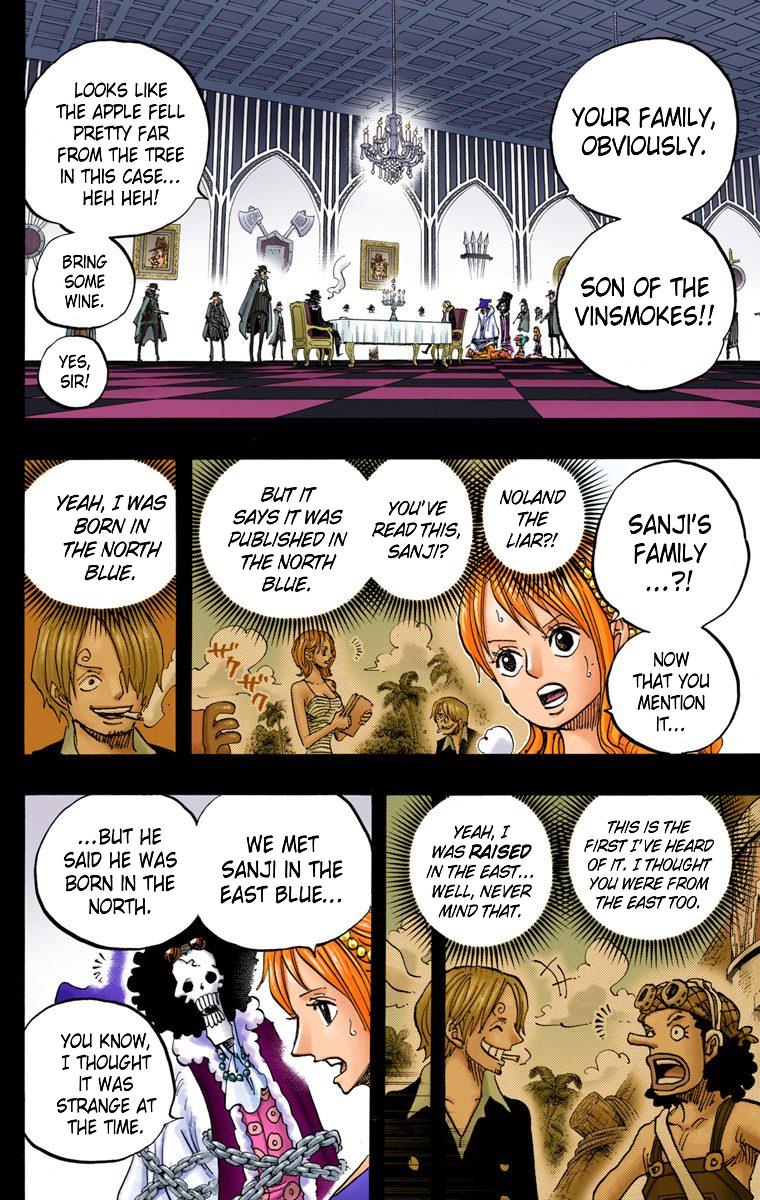 YOUR FAMILY,
OBVIOUSLY.
SON OF THE
VINSMOKES!!
LOOKS LIKE
THE APPLE FELL
PRETTY FAR
FROM THE TREE
IN THIS CASE...
HEH HEH!
BRING
SOME
WINE.
YES,
SIR!
SANJI'S
FAMILY
...?!
NOW
THAT YOU
MENTION
IT...
NOLAND
THE
LIAR?!
YOU'VE
READ THIS,
SANJI?
BUT IT
SAYS IT WAS
PUBLISHED IN
THE NORTH
BLUE.
ザクザク
YEAH, I WAS
BORN IN
THE NORTH
BLUE.
THIS IS THE
FIRST I'VE HEARD
OF IT. I THOUGHT
YOU WERE FROM
THE EAST TOO.
YEAH, I
WAS RAISED
IN THE EAST...
WELL, NEVER
MIND THAT.
WE MET
SANJI IN THE
EAST BLUE...
...BUT HE
SAID HE WAS
BORN IN THE
NORTH.
YOU KNOW,
I THOUGHT
IT WAS
STRANGE AT
THE TIME.